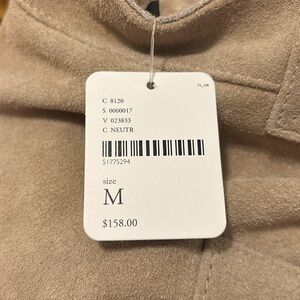 C 8120
S 0000017
V 023833
C NEUTR
51775294
size
M
$158.00